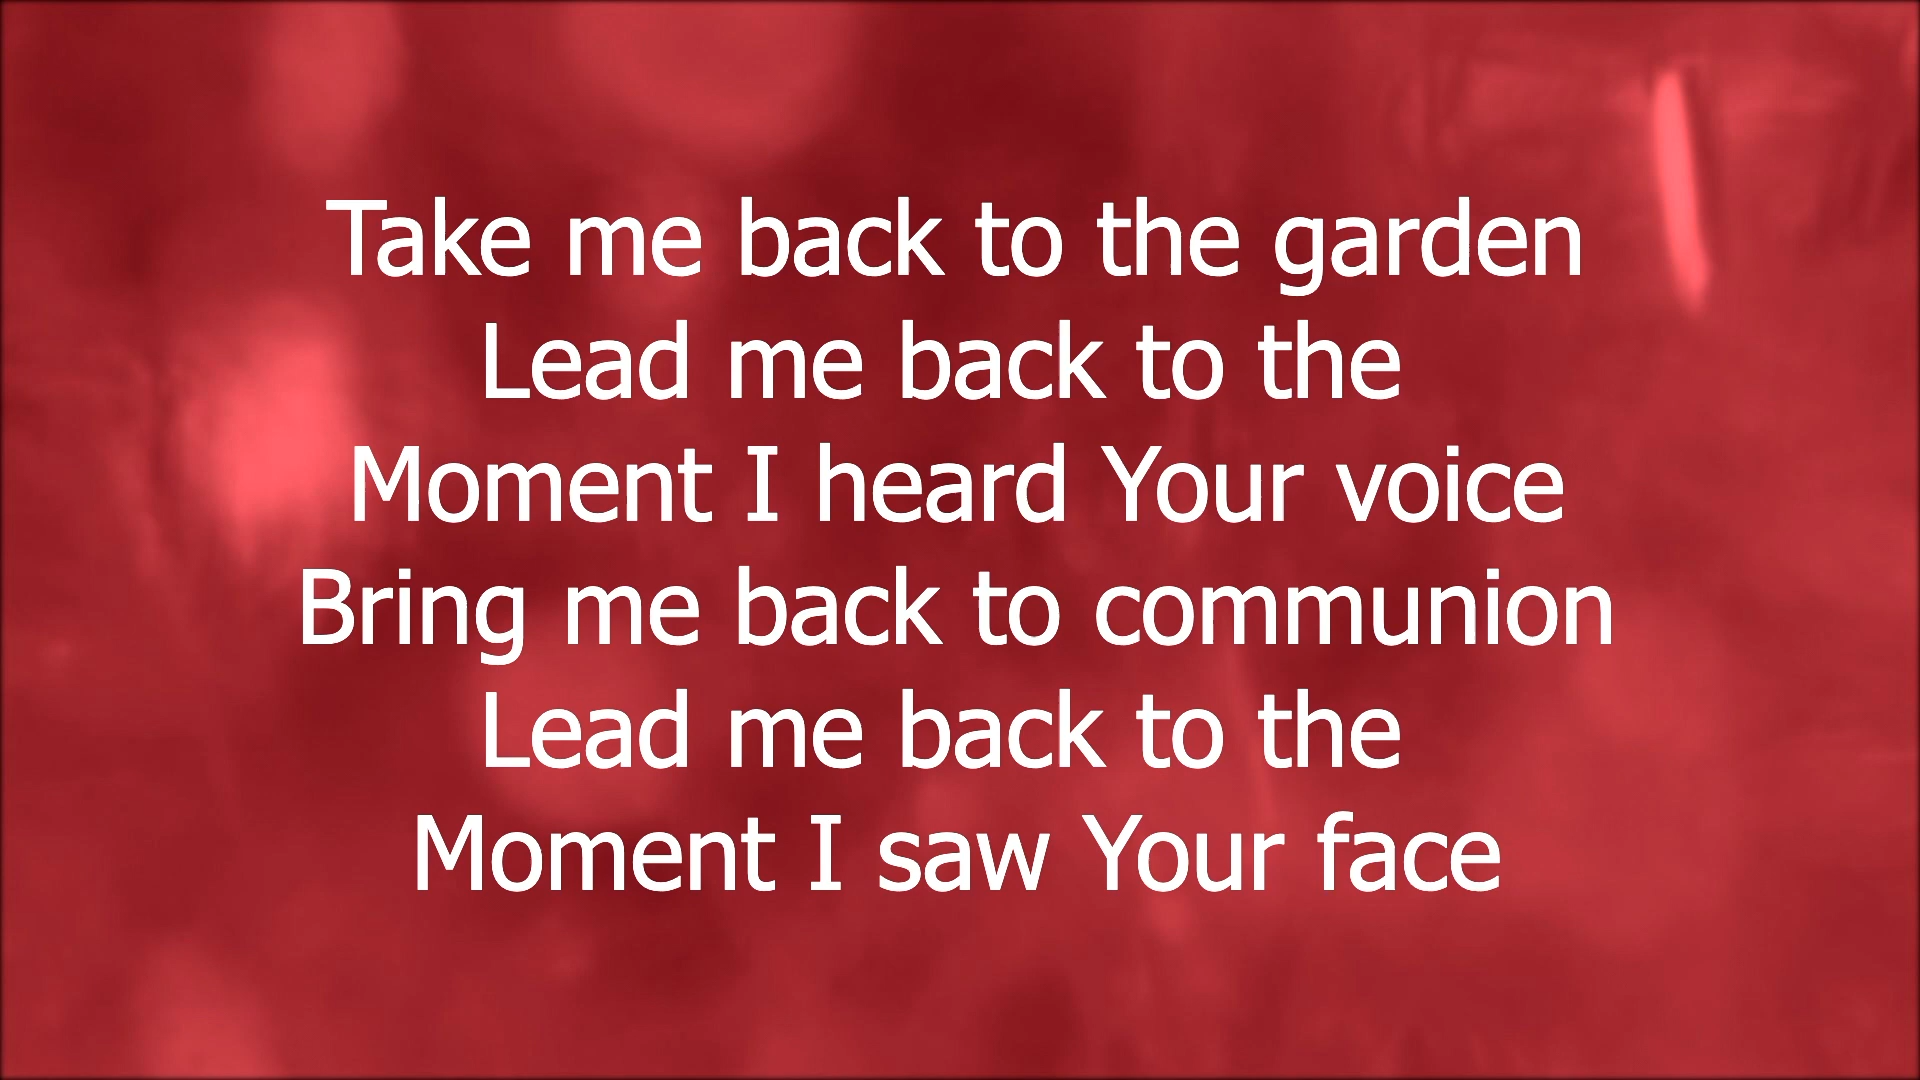 Take me back to the garden
Lead me back to the
Moment I heard Your voice
Bring me back to communion
Lead me back to the
Moment I saw Your face